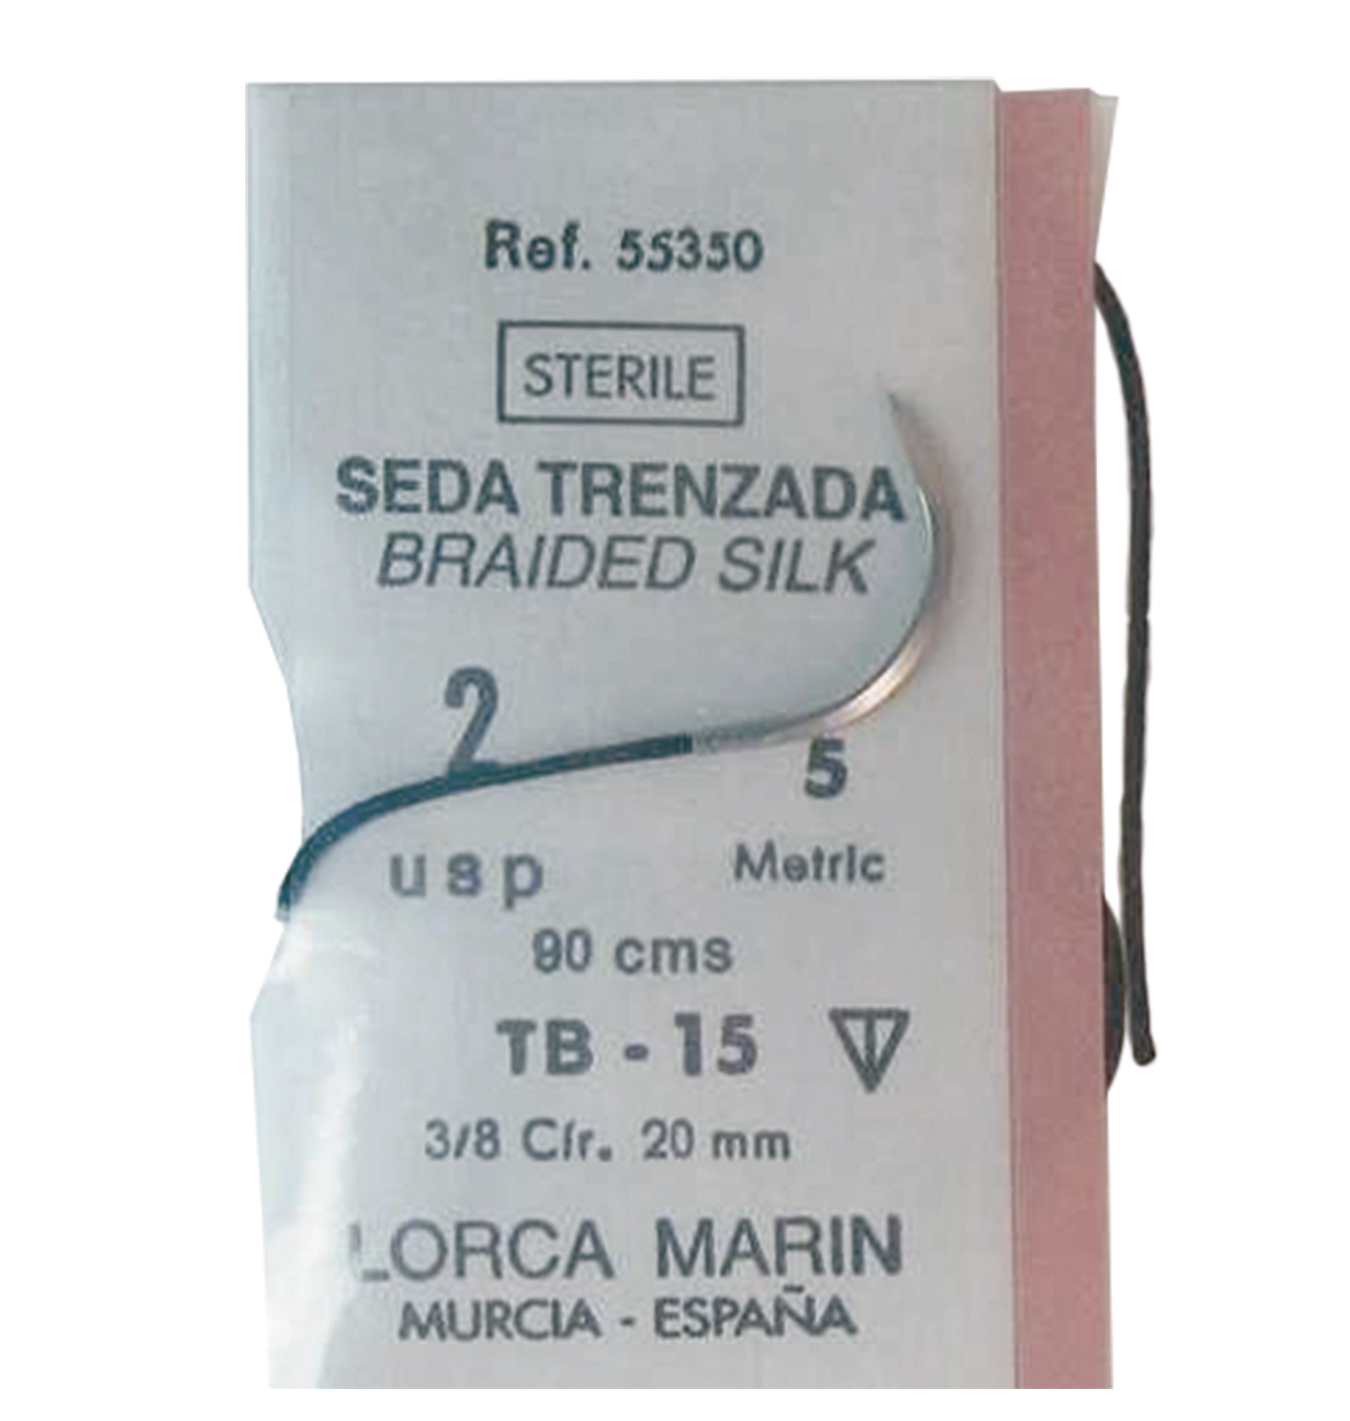 Ref. 55350
STERILE
SEDA TRENZADA
BRAIDED SILK
2 5
usp Metric
90 cms
TB - 15
3/8 Cír. 20 mm
LORCA MARIN
MURCIA - ESPAÑA